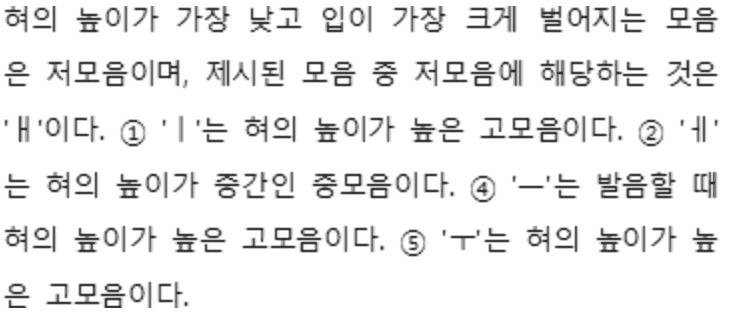 혀의 높이가 가장 낮고 입이 가장 크게 벌어지는 모음
은 저모음이며, 제시된 모음 중 저모음에 해당하는 것은
'ㅐ'이다. ① 'ㅣ'는 혀의 높이가 높은 고모음이다. ② 'ㅔ'
는 혀의 높이가 중간인 중모음이다. ④ 'ㅡ'는 발음할 때
혀의 높이가 높은 고모음이다. ⑤ 'ㅜ'는 혀의 높이가 높
은 고모음이다.